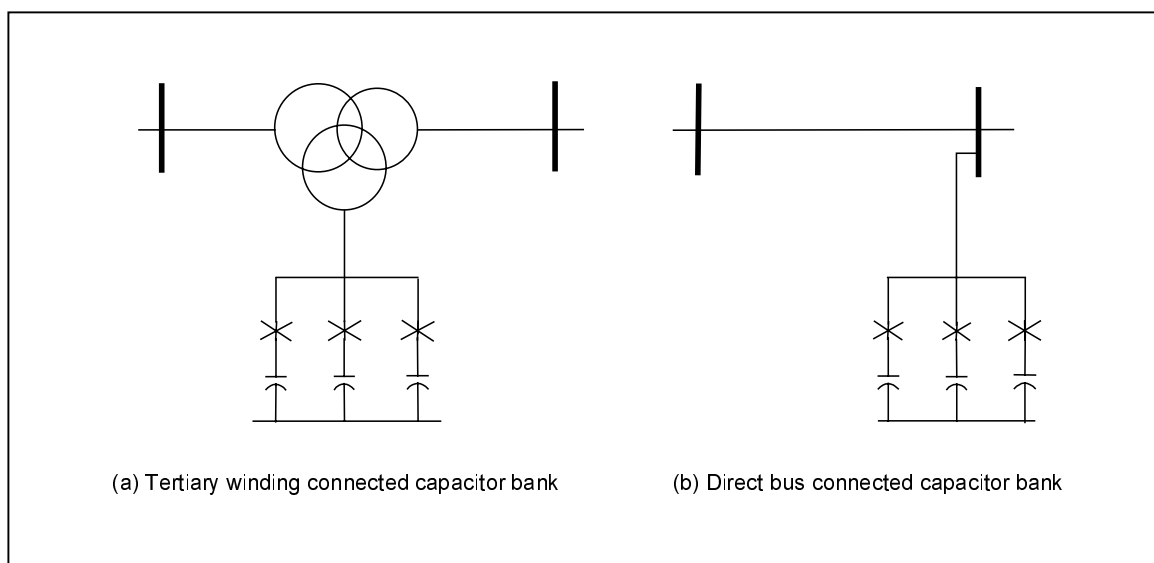 (a) Tertiary winding connected capacitor bank
(b) Direct bus connected capacitor bank